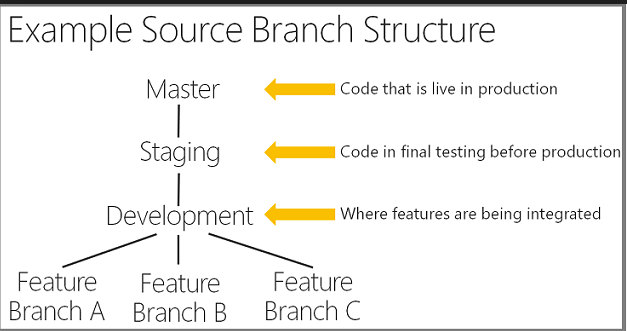 Example Source Branch Structure
Master
Code that is live in production
Staging
Code in final testing before production
Development
Where features are being integrated
Feature
Branch A
Feature
Branch B
Feature
Branch C